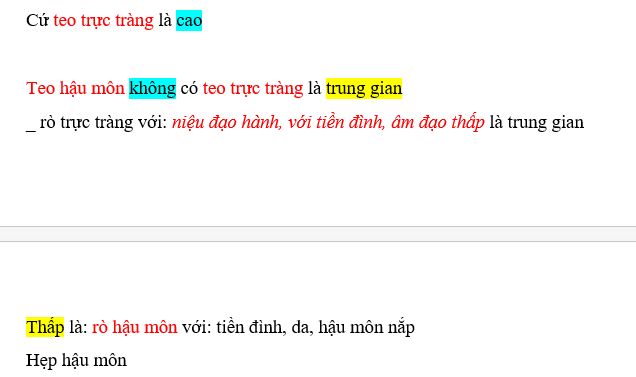 Cứ teo trực tràng là cao
Teo hậu môn không có teo trực tràng là trung gian
_ rò trực tràng với: niệu đạo hành, với tiền đình, âm đạo thấp là trung gian
Thấp là: rò hậu môn với: tiền đình, da, hậu môn nắp
Hẹp hậu môn